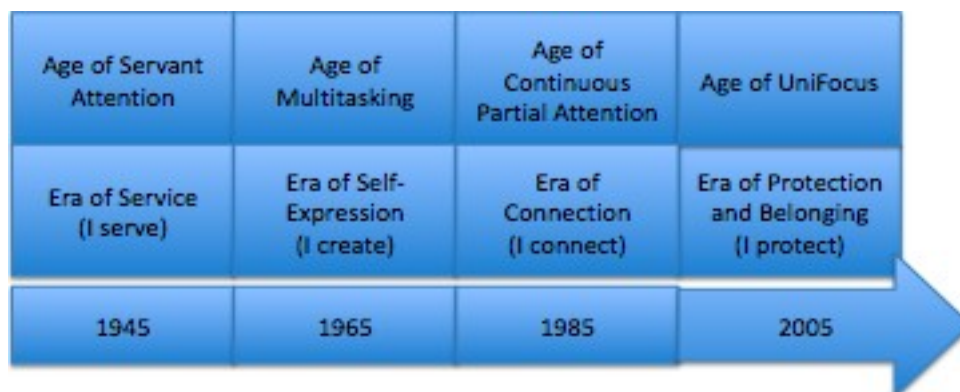 Age of Servant
Attention
Age of
Multitasking
Age of
Continuous
Partial Attention
Age of UniFocus
Era of Service
(I serve)
Era of Self-
Expression
(I create)
Era of
Connection
(I connect)
Era of Protection
and Belonging
(I protect)
1945
1965
1985
2005